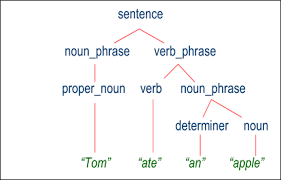 sentence
noun_phrase verb_phrase
proper_noun verb noun_phrase
determiner noun
“Tom” “ate” “an” “apple”